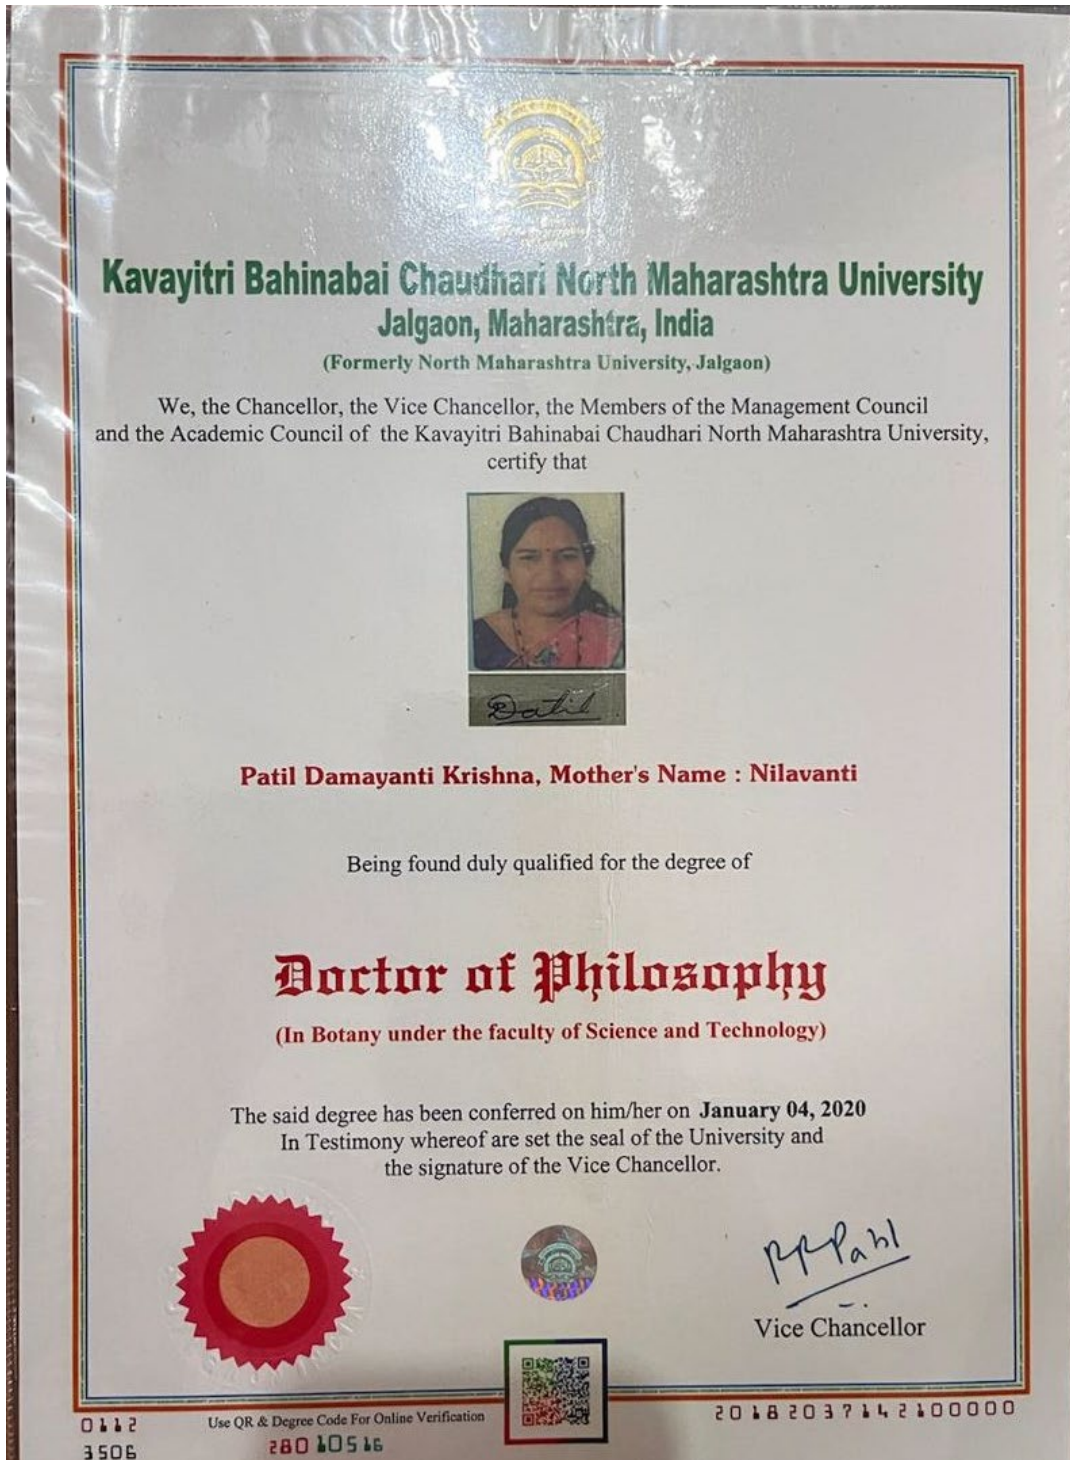 Kavayitri Bahinabai Chaudhari North Maharashtra University
Jalgaon, Maharashtra, India
(Formerly North Maharashtra University, Jalgaon)
We, the Chancellor, the Vice Chancellor, the Members of the Management Council
and the Academic Council of the Kavayitri Bahinabai Chaudhari North Maharashtra University,
certify that
Patil Damayanti Krishna, Mother's Name : Nilavanti
Being found duly qualified for the degree of
Doctor of Philosophy
(In Botany under the faculty of Science and Technology)
The said degree has been conferred on him/her on January 04, 2020
In Testimony whereof are set the seal of the University and
the signature of the Vice Chancellor.
Vice Chancellor
0112
3506
Use QR & Degree Code For Online Verification
28010516
20182037142100000